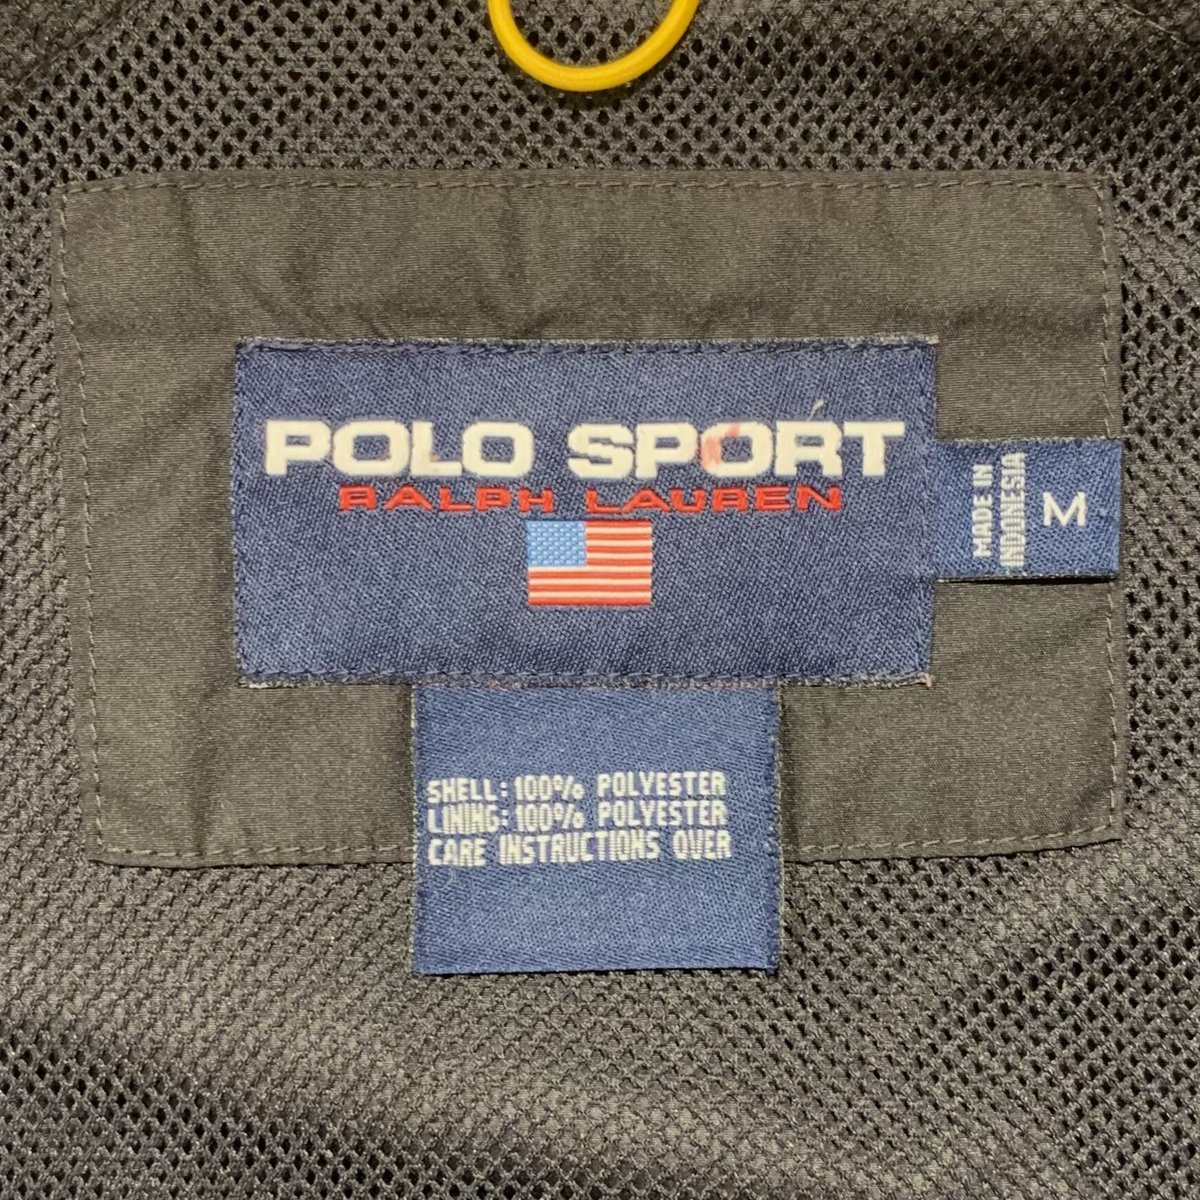 POLO SPORT
RALPH LAUREN
MADE IN
INDONESIA
M
SHELL: 100% POLYESTER
LINING: 100% POLYESTER
CARE INSTRUCTIONS OVER